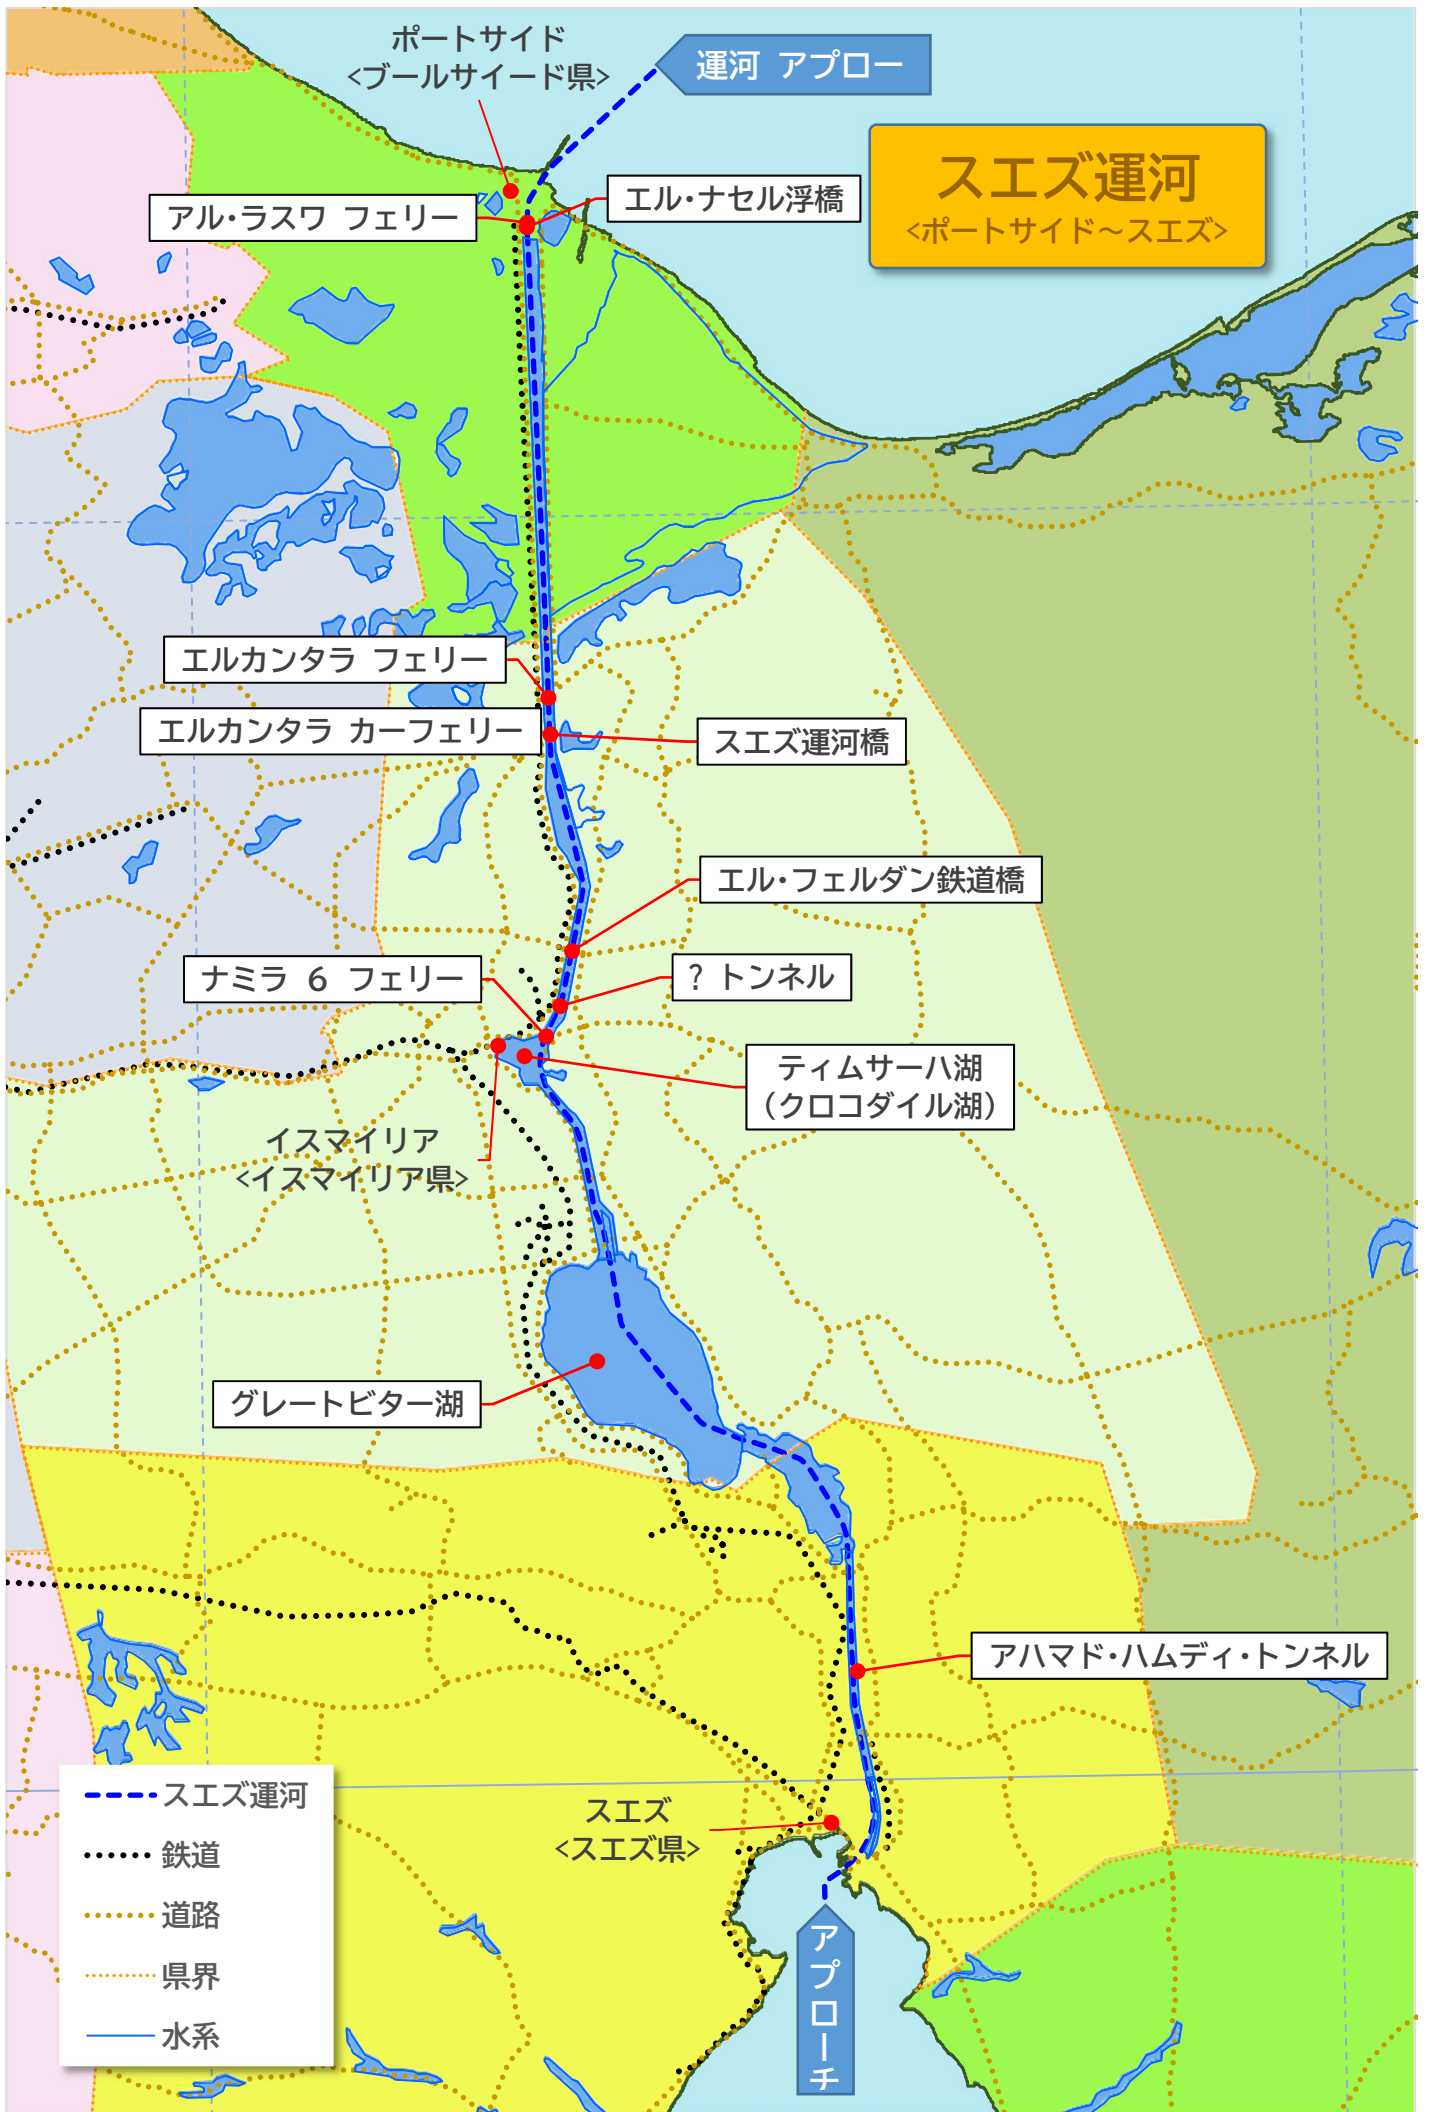 ポートサイド
<ブールサイード県>
運河 アプロー
スエズ運河
<ポートサイド～スエズ>
アル・ラスワ フェリー
エル・ナセル浮橋
エルカンタラ フェリー
エルカンタラ カーフェリー
スエズ運河橋
エル・フェルダン鉄道橋
ナミラ 6 フェリー
? トンネル
ティムサーハ湖
(クロコダイル湖)
イスマイリア
<イスマイリア県>
グレートビター湖
アハマド・ハムディ・トンネル
スエズ
<スエズ県>
アプローチ
スエズ運河
鉄道
道路
県界
水系